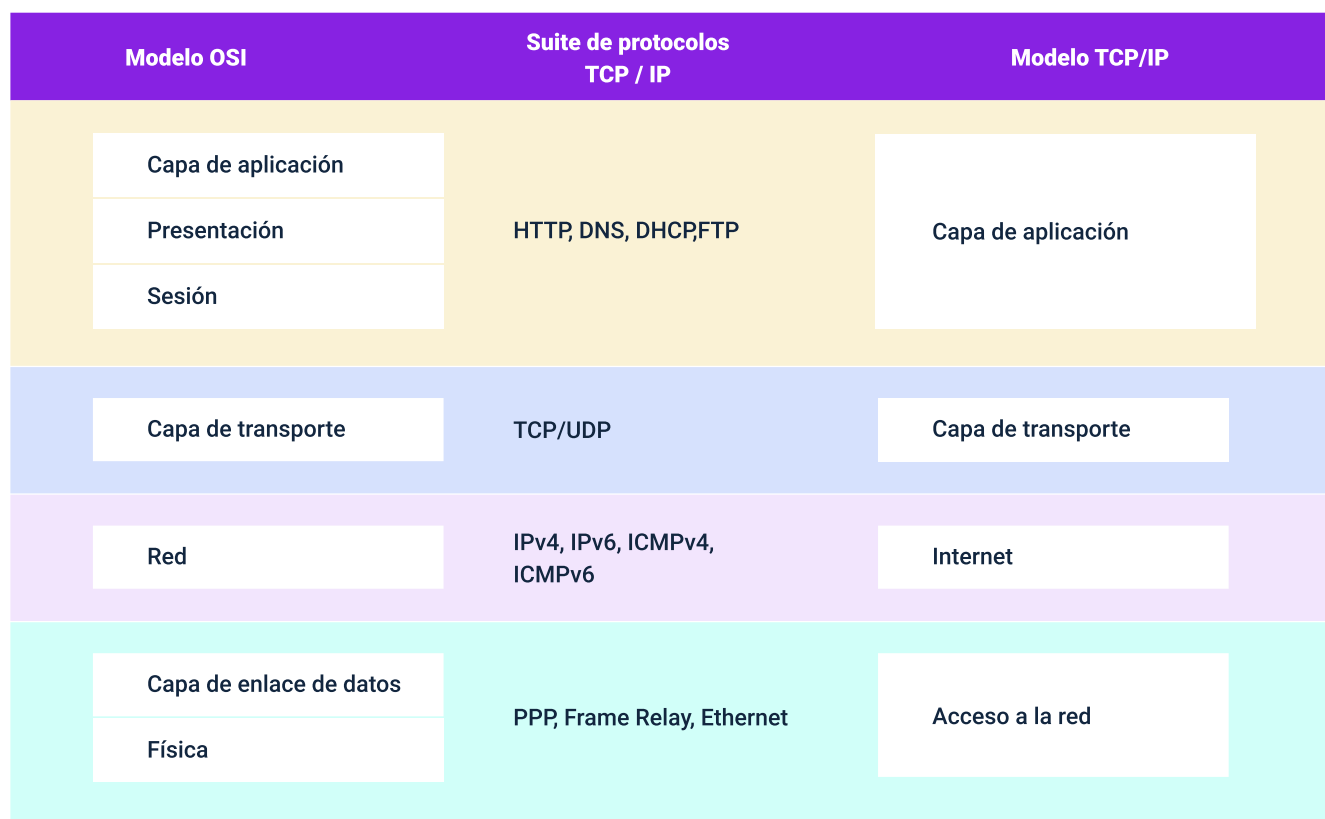 Modelo OSI
Suite de protocolos
TCP / IP
Modelo TCP/IP
Capa de aplicación
Presentación
Sesión
HTTP, DNS, DHCP,FTP
Capa de aplicación
Capa de transporte
TCP/UDP
Capa de transporte
Red
IPv4, IPv6, ICMPv4,
ICMPv6
Internet
Capa de enlace de datos
Física
PPP, Frame Relay, Ethernet
Acceso a la red